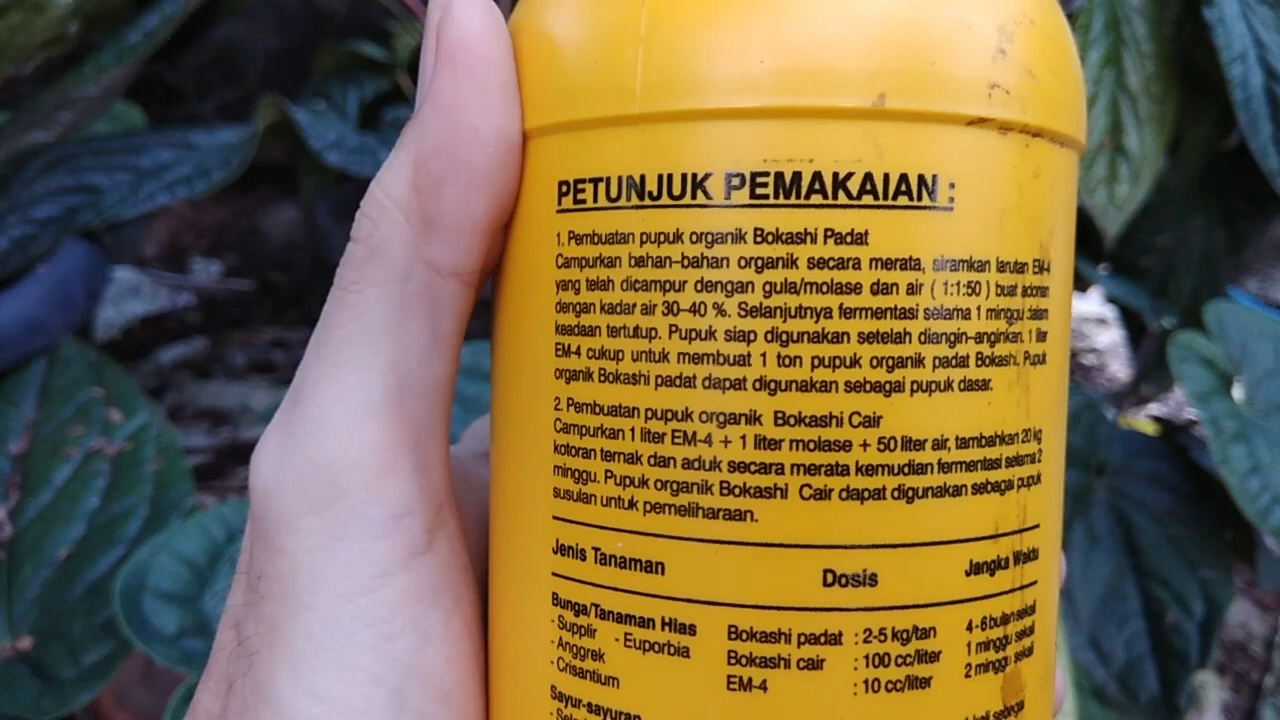 PETUNJUK PEMAKAIAN :
1. Pembuatan pupuk organik Bokashi Padat
Campurkan bahan–bahan organik secara merata, siramkan larutan EM-4
yang telah dicampur dengan gula/molase dan air ( 1:1:50 ) buat adonan
dengan kadar air 30–40 %. Selanjutnya fermentasi selama 1 minggu dalam
keadaan tertutup. Pupuk siap digunakan setelah diangin–anginkan. 1 liter
EM-4 cukup untuk membuat 1 ton pupuk organik padat Bokashi. Pupuk
organik Bokashi padat dapat digunakan sebagai pupuk dasar.
2. Pembuatan pupuk organik Bokashi Cair
Campurkan 1 liter EM-4 + 1 liter molase + 50 liter air, tambahkan 20 kg
kotoran ternak dan aduk secara merata kemudian fermentasi selama 2
minggu. Pupuk organik Bokashi Cair dapat digunakan sebagai pupuk
susulan untuk pemeliharaan.
Jenis Tanaman Dosis Jangka Waktu
Bunga/Tanaman Hias
- Supplir - Euporbia
- Anggrek
- Crisantium
Bokashi padat : 2-5 kg/tan 4-6 bulan sekali
Bokashi cair : 100 cc/liter 1 minggu sekali
EM-4 : 10 cc/liter 2 minggu sekali
Sayur-sayuran
kali sebagai